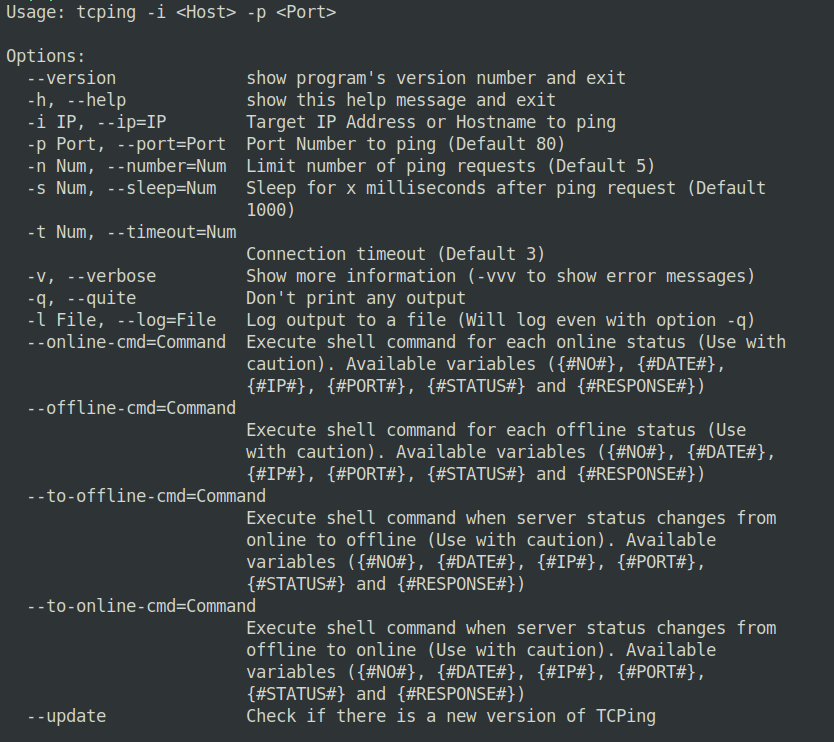 Usage: tcping -i <Host> -p <Port>

Options:
  --version             show program's version number and exit
  -h, --help            show this help message and exit
  -i IP, --ip=IP        Target IP Address or Hostname to ping
  -p Port, --port=Port  Port Number to ping (Default 80)
  -n Num, --number=Num  Limit number of ping requests (Default 5)
  -s Num, --sleep=Num   Sleep for x milliseconds after ping request (Default
                        1000)
  -t Num, --timeout=Num
                        Connection timeout (Default 3)
  -v, --verbose         Show more information (-vvv to show error messages)
  -q, --quite           Don't print any output
  -l File, --log=File   Log output to a file (Will log even with option -q)
  --online-cmd=Command  Execute shell command for each online status (Use with
                        caution). Available variables ({#NO#}, {#DATE#},
                        {#IP#}, {#PORT#}, {#STATUS#} and {#RESPONSE#})
  --offline-cmd=Command
                        Execute shell command for each offline status (Use
                        with caution). Available variables ({#NO#}, {#DATE#},
                        {#IP#}, {#PORT#}, {#STATUS#} and {#RESPONSE#})
  --to-offline-cmd=Command
                        Execute shell command when server status changes from
                        online to offline (Use with caution). Available
                        variables ({#NO#}, {#DATE#}, {#IP#}, {#PORT#},
                        {#STATUS#} and {#RESPONSE#})
  --to-online-cmd=Command
                        Execute shell command when server status changes from
                        offline to online (Use with caution). Available
                        variables ({#NO#}, {#DATE#}, {#IP#}, {#PORT#},
                        {#STATUS#} and {#RESPONSE#})
  --update              Check if there is a new version of TCPing